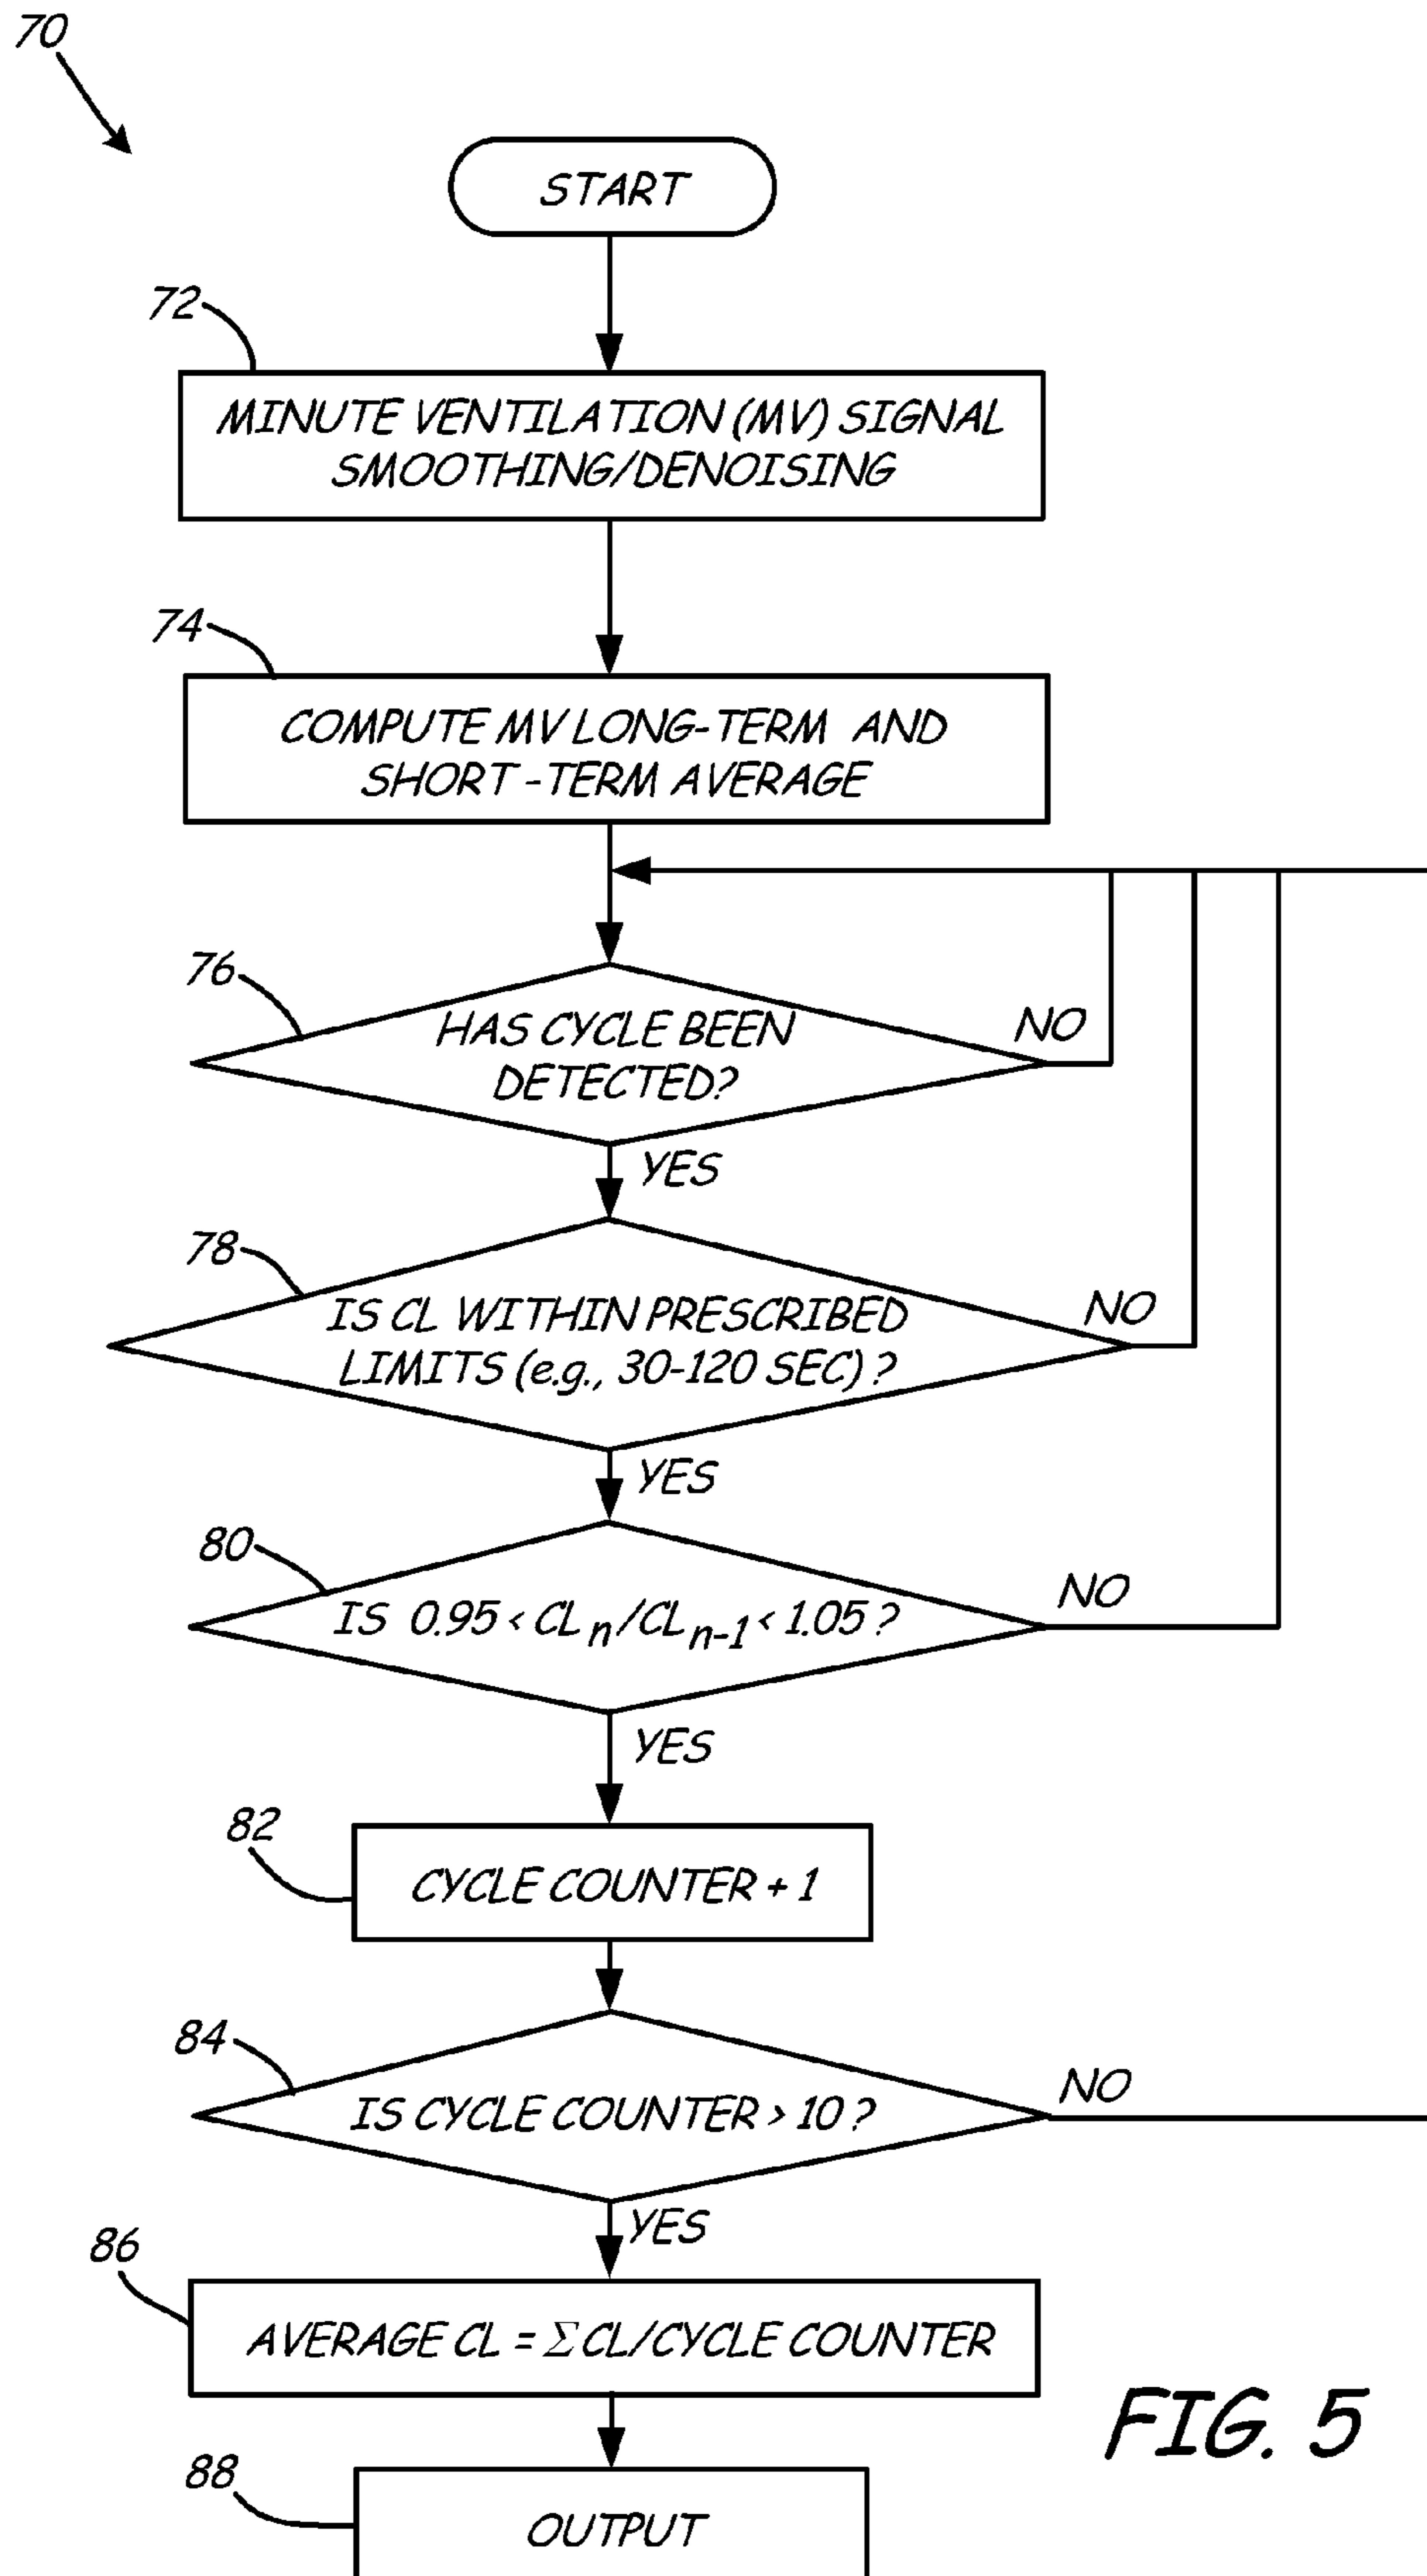 70
START
72
MINUTE VENTILATION (MV) SIGNAL
SMOOTHING/DENOISING
74
COMPUTE MV LONG-TERM AND
SHORT-TERM AVERAGE
76
HAS CYCLE BEEN
DETECTED?
NO
YES
78
IS CL WITHIN PRESCRIBED
LIMITS (e.g., 30-120 SEC)?
NO
YES
80
IS 0.95 < CLn/CLn-1 < 1.05?
NO
YES
82
CYCLE COUNTER + 1
84
IS CYCLE COUNTER > 10?
NO
YES
86
AVERAGE CL = ΣCL/CYCLE COUNTER
88
OUTPUT
FIG. 5